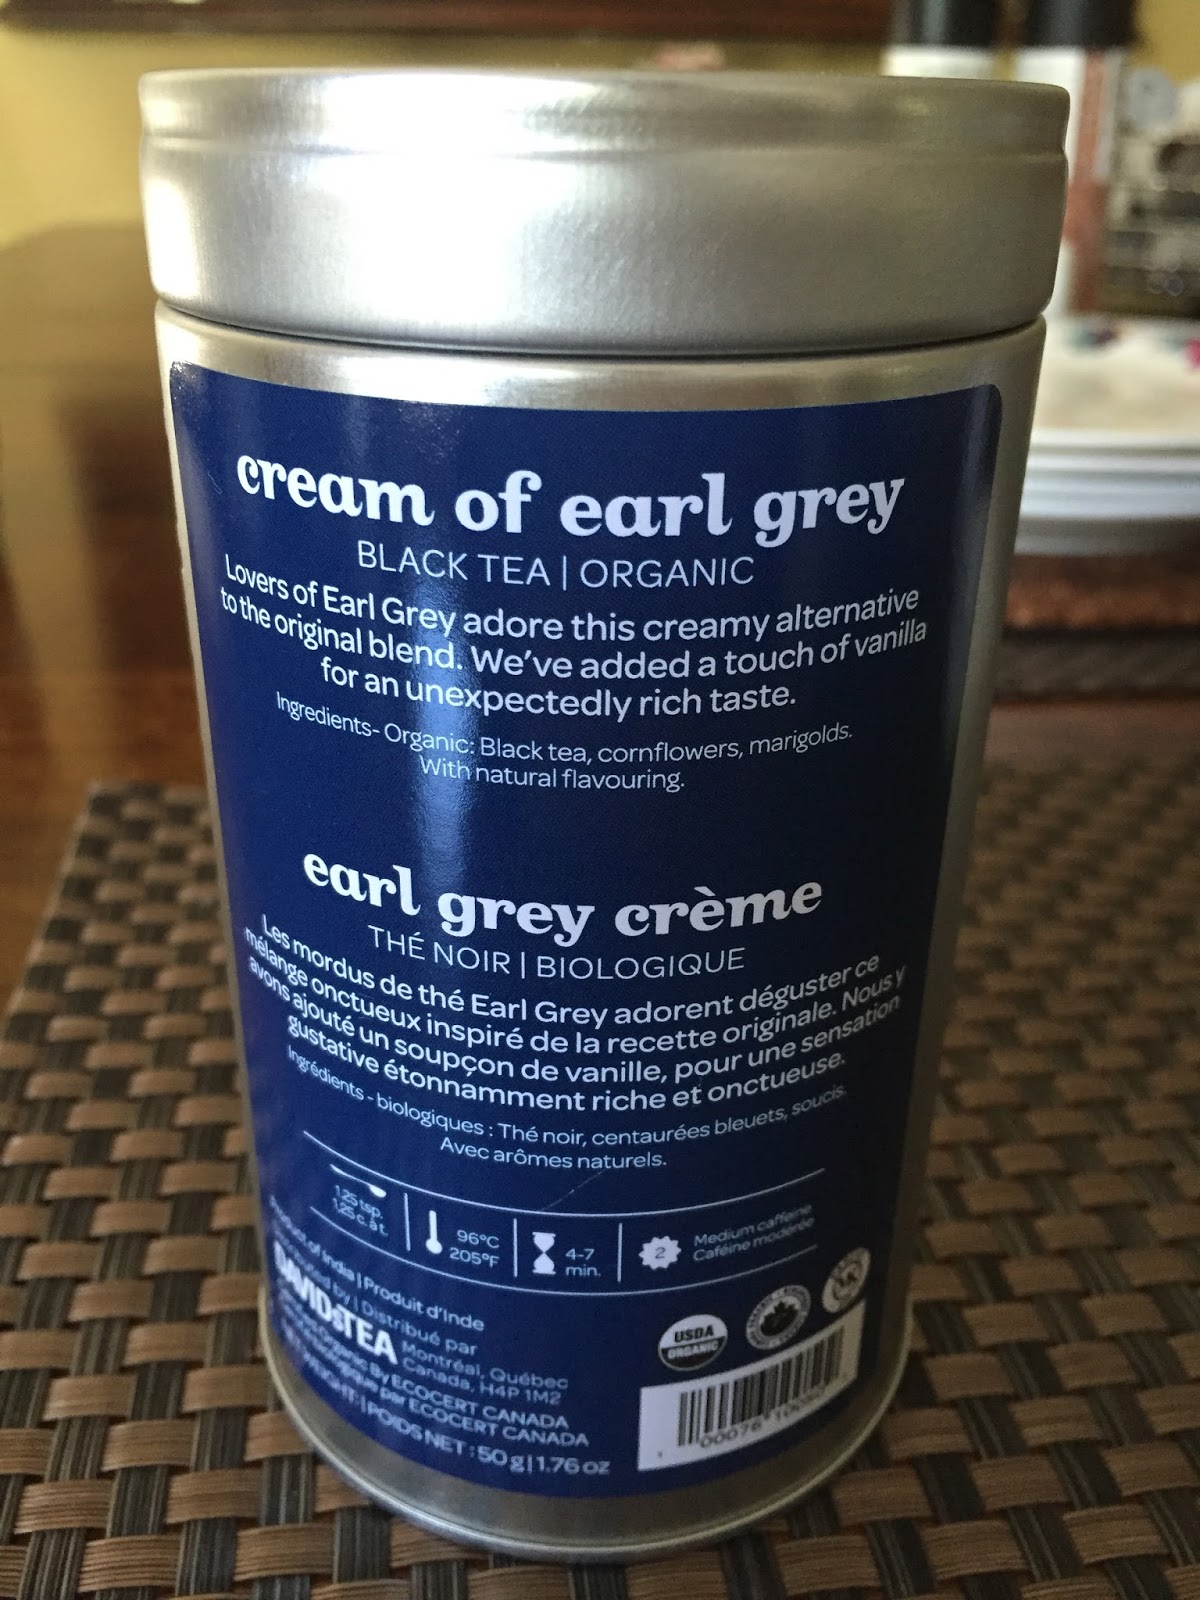 cream of earl grey
BLACK TEA | ORGANIC
Lovers of Earl Grey adore this creamy alternative
to the original blend. We've added a touch of vanilla
for an unexpectedly rich taste.
Ingredients- Organic: Black tea, cornflowers, marigolds.
With natural flavouring.
earl grey crème
THÉ NOIR | BIOLOGIQUE
Les mordus de thé Earl Grey adorent déguster ce
mélange onctueux inspiré de la recette originale. Nous y
avons ajouté un soupçon de vanille, pour une sensation
gustative étonnamment riche et onctueuse.
Ingrédients - biologiques : Thé noir, centaurées bleuets, soucis.
Avec arômes naturels.
1.25 tsp.
1,25 c. à t.
96°C
205°F
4-7
min.
2
Medium caffeine
Caféine modérée
Product of India | Produit d'Inde
Distributed by | Distribué par
DAVIDsTEA
Montréal, Québec
Canada, H4P 1M2
Organic By ECOCERT CANADA
par ECOCERT CANADA
POIDS NET : 50 g | 1.76 oz
USDA
ORGANIC